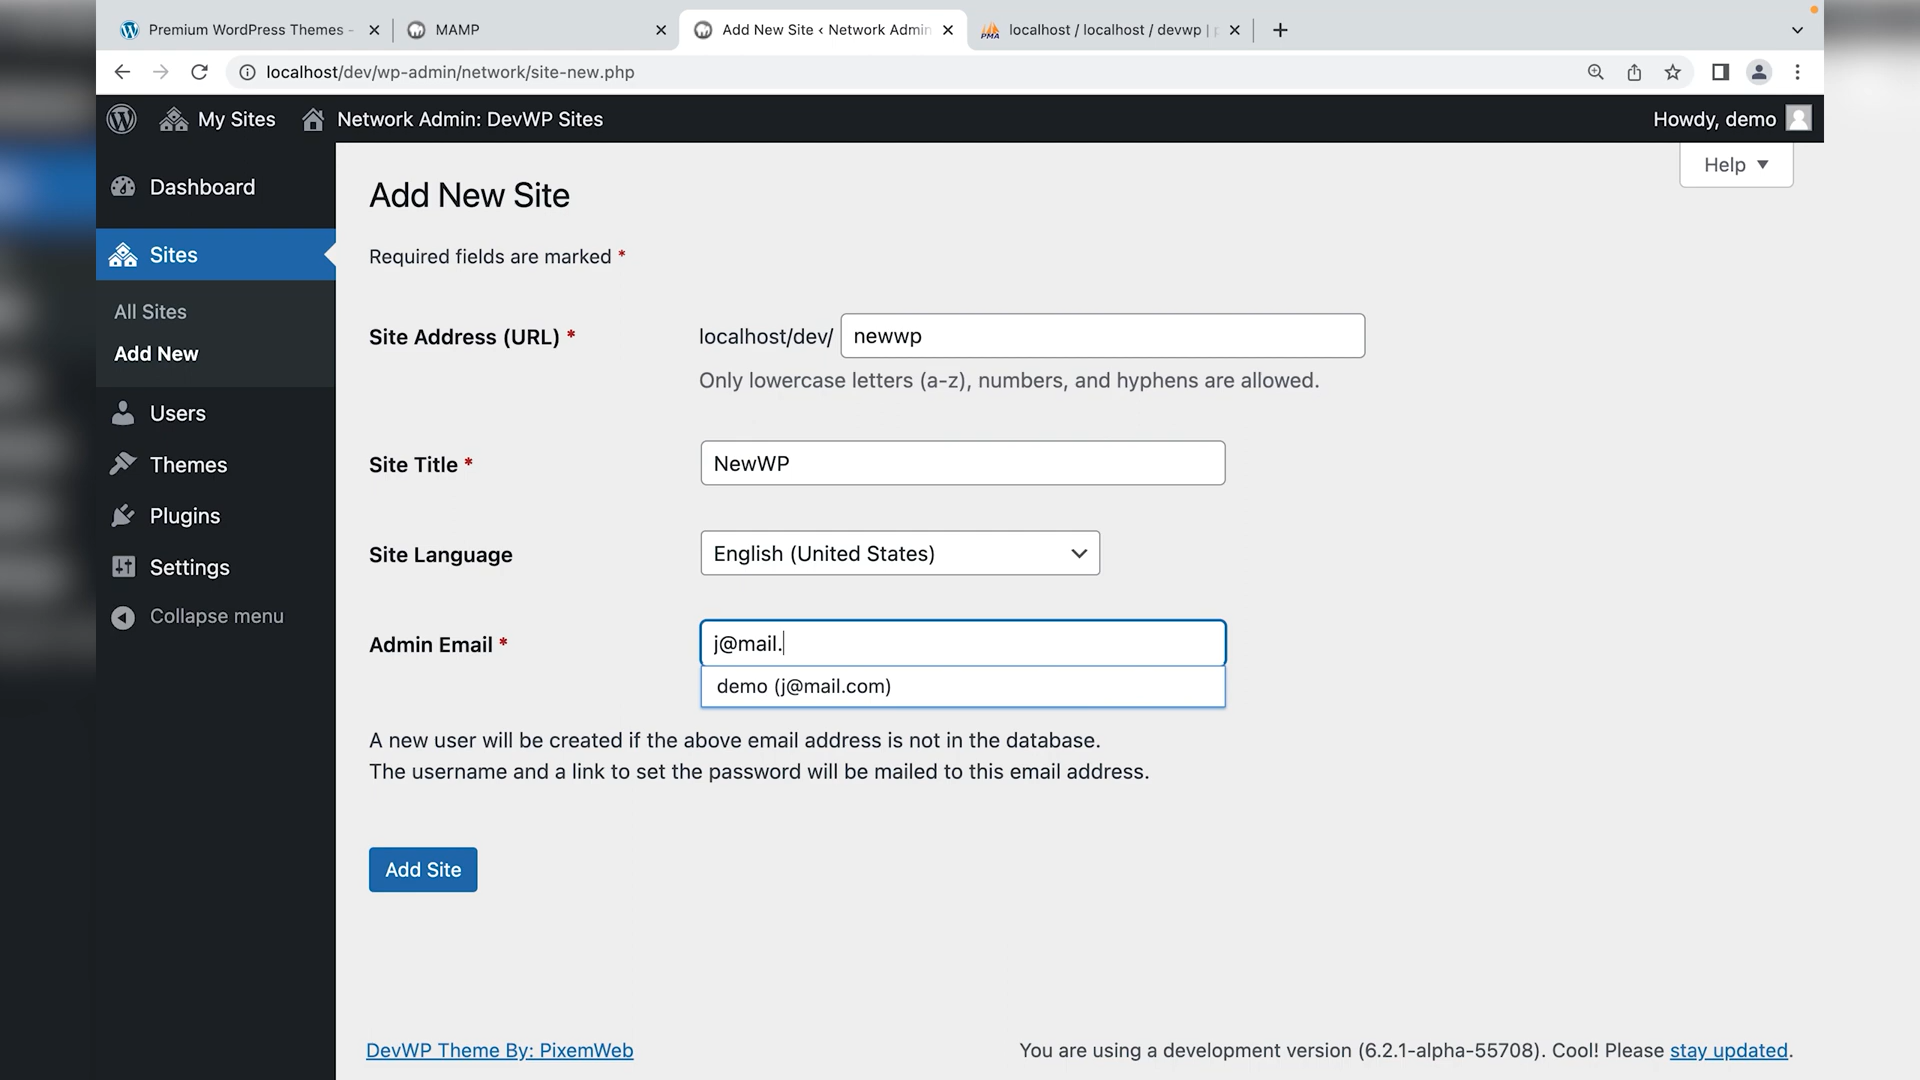 Premium WordPress Themes -
MAMP
Add New Site ‹ Network Admin
PMA
localhost / localhost / devwp |
localhost/dev/wp-admin/network/site-new.php
My Sites
Network Admin: DevWP Sites
Howdy, demo
Help
Dashboard
Sites
All Sites
Add New
Users
Themes
Plugins
Settings
Collapse menu
Add New Site
Required fields are marked *
Site Address (URL) *
localhost/dev/
newwp
Only lowercase letters (a-z), numbers, and hyphens are allowed.
Site Title *
NewWP
Site Language
English (United States)
Admin Email *
j@mail.
demo (j@mail.com)
A new user will be created if the above email address is not in the database.
The username and a link to set the password will be mailed to this email address.
Add Site
DevWP Theme By: PixemWeb
You are using a development version (6.2.1-alpha-55708). Cool! Please stay updated.